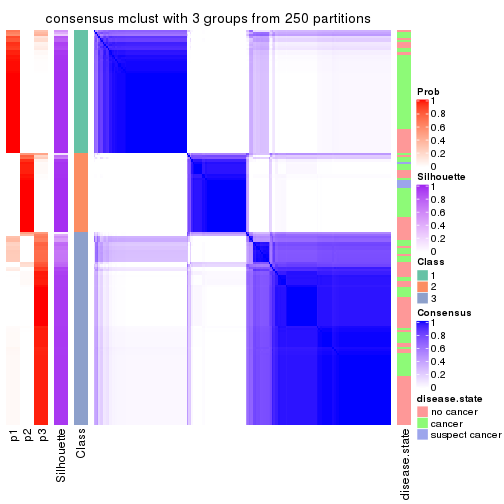 consensus mclust with 3 groups from 250 partitions
Prob
1
0.8
0.6
0.4
0.2
0
Silhouette
1
0.8
0.6
0.4
0.2
0
Class
1
2
3
Consensus
1
0.8
0.6
0.4
0.2
0
disease.state
no cancer
cancer
suspect cancer
p1
p2
p3
Silhouette
Class
disease.state